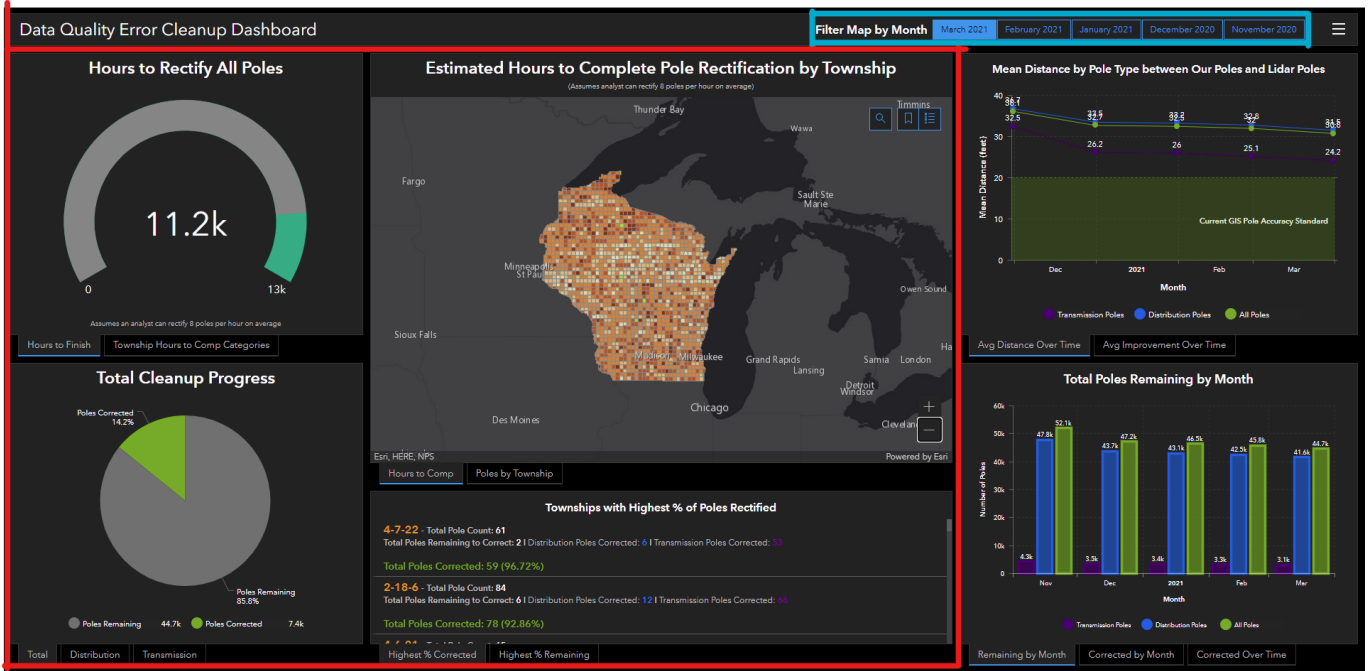 Data Quality Error Cleanup Dashboard
Filter Map by Month March 2021 February 2021 January 2021 December 2020 November 2020
Hours to Rectify All Poles
11.2k
0
13k
Assumes an analyst can rectify 8 poles per hour on average
Hours to Finish Township Hours to Comp Categories
Total Cleanup Progress
Poles Corrected
14.2%
Poles Remaining
85.8%
Poles Remaining 44.7k Poles Corrected 7.4k
Total Distribution Transmission
Estimated Hours to Complete Pole Rectification by Township
(Assumes analyst can rectify 8 poles per hour on average)
Timmins
Thunder Bay
Wawa
Fargo
Sault Ste
Marie
Minneapolis
St Paul
Owen Sound
Sioux Falls
Madison Milwaukee
Grand Rapids
Lansing
Sarnia London
Ha
Detroit
Windsor
Chicago
Des Moines
Clevelan
Esri, HERE, NPS
Powered by Esri
Hours to Comp Poles by Township
Townships with Highest % of Poles Rectified
4-7-22 - Total Pole Count: 61
Total Poles Remaining to Correct: 2 | Distribution Poles Corrected: 6 | Transmission Poles Corrected: 53
Total Poles Corrected: 59 (96.72%)
2-18-6 - Total Pole Count: 84
Total Poles Remaining to Correct: 6 | Distribution Poles Corrected: 12 | Transmission Poles Corrected: 66
Total Poles Corrected: 78 (92.86%)
Highest % Corrected Highest % Remaining
Mean Distance by Pole Type between Our Poles and Lidar Poles
Mean Distance (feet)
40
30
20
10
0
32.5
26.2
26
25.1
24.2
33.5
32.7
32.5
32.8
32
Current GIS Pole Accuracy Standard
Dec 2021 Feb Mar
Month
Transmission Poles Distribution Poles All Poles
Avg Distance Over Time Avg Improvement Over Time
Total Poles Remaining by Month
Number of Poles
60k
50k
40k
30k
20k
10k
0
4.3k 47.8k 52.1k
3.5k 43.7k 47.2k
3.4k 43.1k 46.5k
3.3k 42.5k 45.8k
3.1k 41.6k 44.7k
Nov Dec 2021 Feb Mar
Month
Transmission Poles Distribution Poles All Poles
Remaining by Month Corrected by Month Corrected Over Time